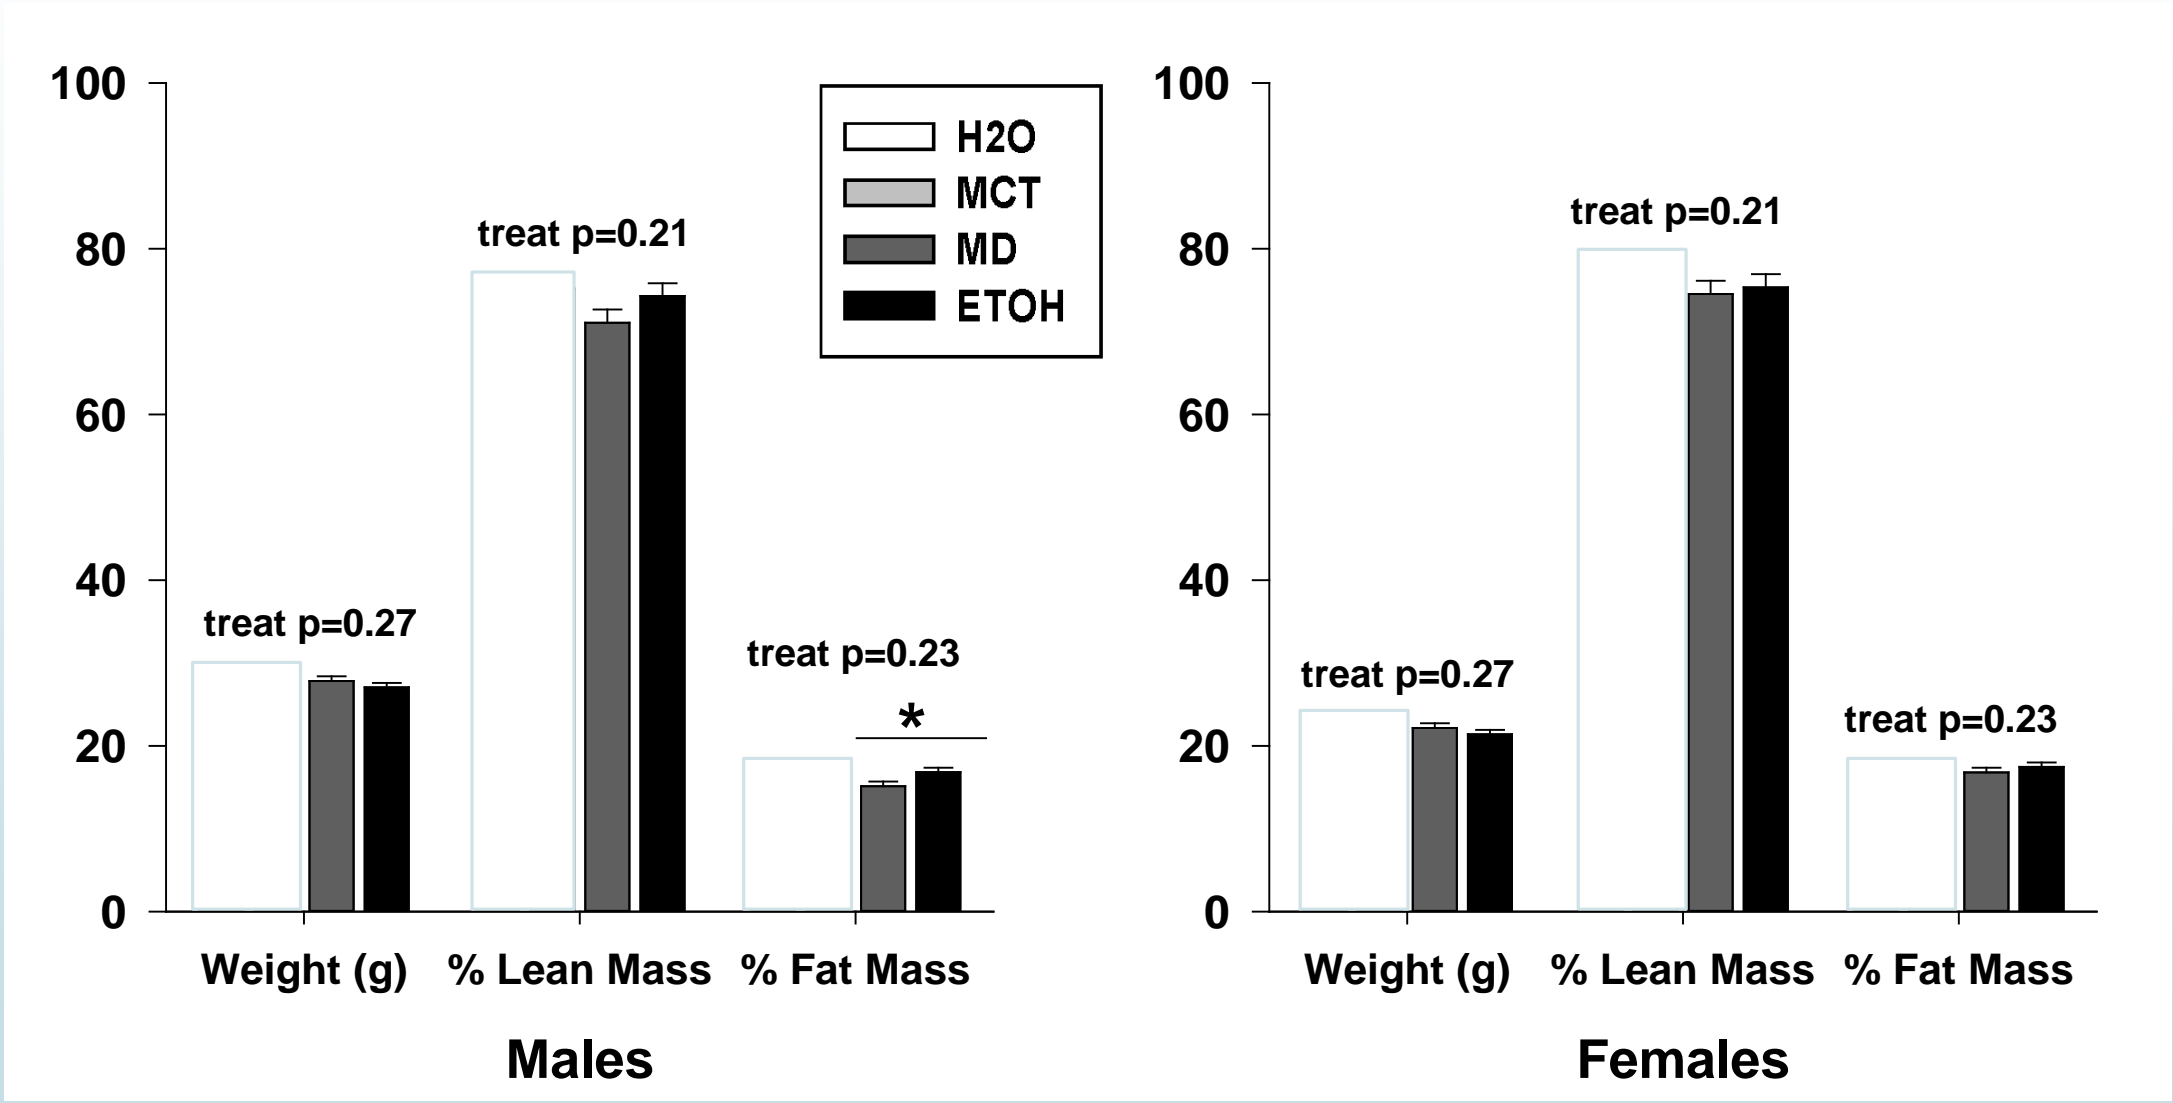 100
80
60
40
20
0
treat p=0.27
treat p=0.21
treat p=0.23
*
Weight (g)
% Lean Mass
% Fat Mass
Males
H2O
MCT
MD
ETOH
100
80
60
40
20
0
treat p=0.27
treat p=0.21
treat p=0.23
Weight (g)
% Lean Mass
% Fat Mass
Females